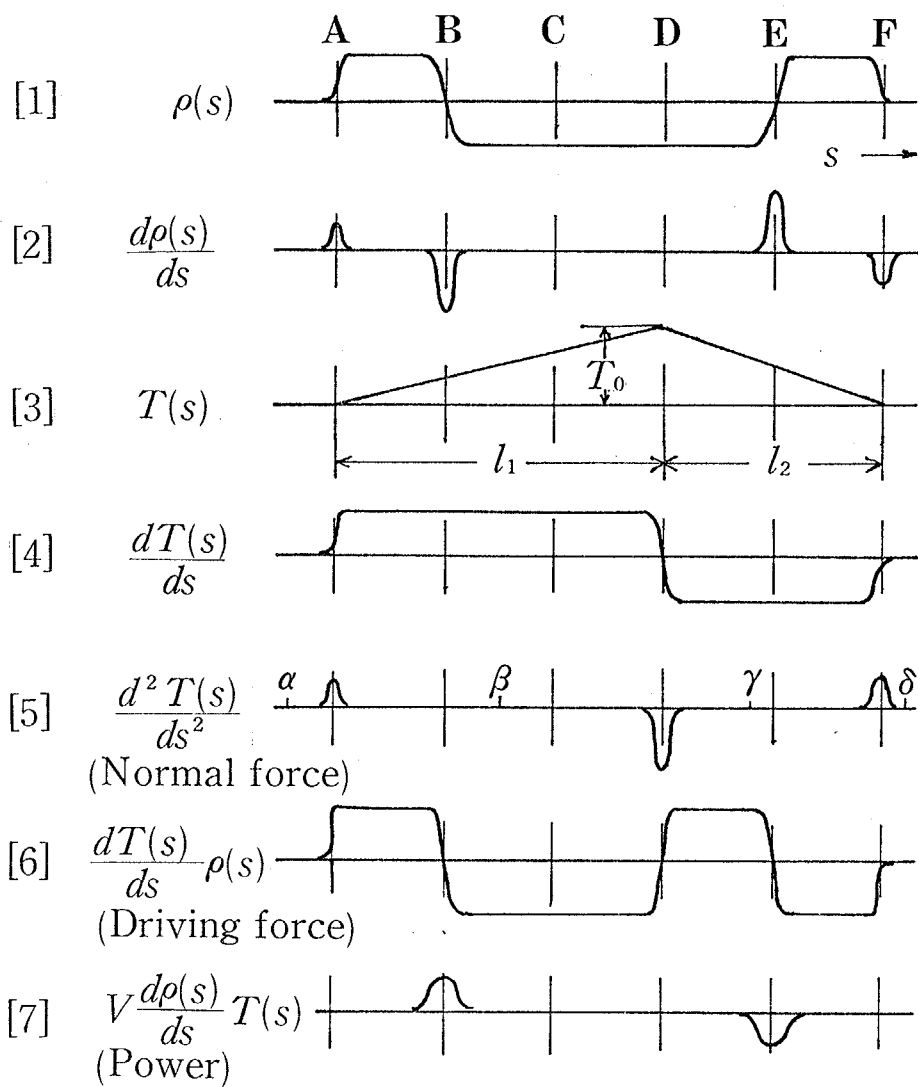 A B C D E F
[1] ρ(s)
s
[2] dρ(s)/ds
[3] T(s)
T₀
l₁ l₂
[4] dT(s)/ds
[5] d²T(s)/ds²
α β γ δ
(Normal force)
[6] dT(s)/ds ρ(s)
(Driving force)
[7] V dρ(s)/ds T(s)
(Power)